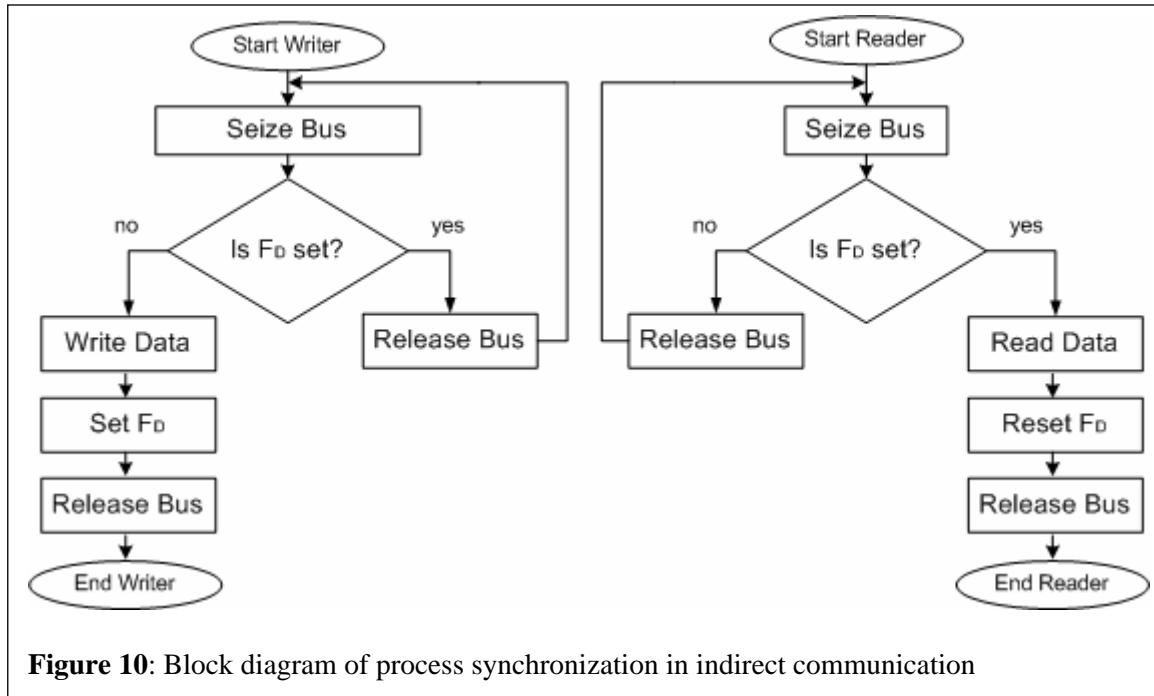 Start Writer
Seize Bus
Is FD set?
no
yes
Write Data
Release Bus
Set FD
Release Bus
End Writer
Start Reader
Seize Bus
Is FD set?
no
yes
Release Bus
Read Data
Reset FD
Release Bus
End Reader
Figure 10: Block diagram of process synchronization in indirect communication